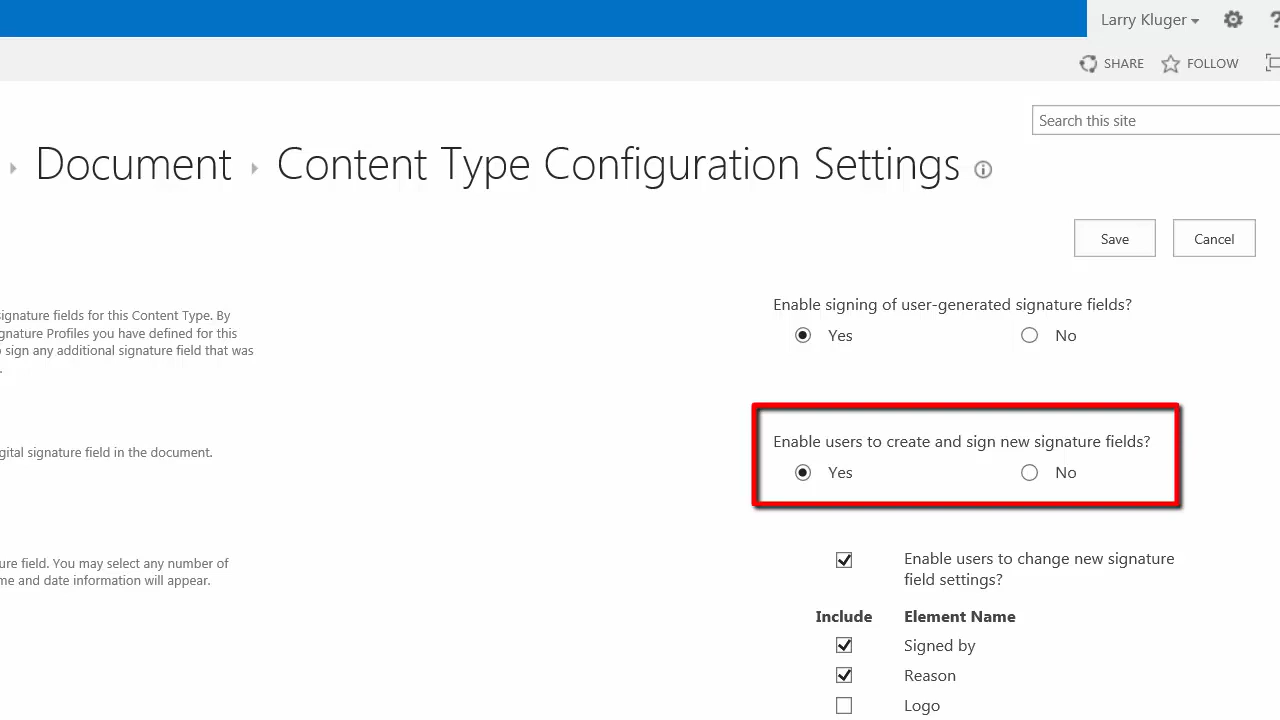 Larry Kluger
?
SHARE
FOLLOW
Search this site
Document
Content Type Configuration Settings
Save
Cancel
ignature fields for this Content Type. By
gnature Profiles you have defined for this
sign any additional signature field that was
.
Enable signing of user-generated signature fields?
Yes
No
gital signature field in the document.
Enable users to create and sign new signature fields?
Yes
No
ure field. You may select any number of
me and date information will appear.
Enable users to change new signature
field settings?
Include
Element Name
Signed by
Reason
Logo